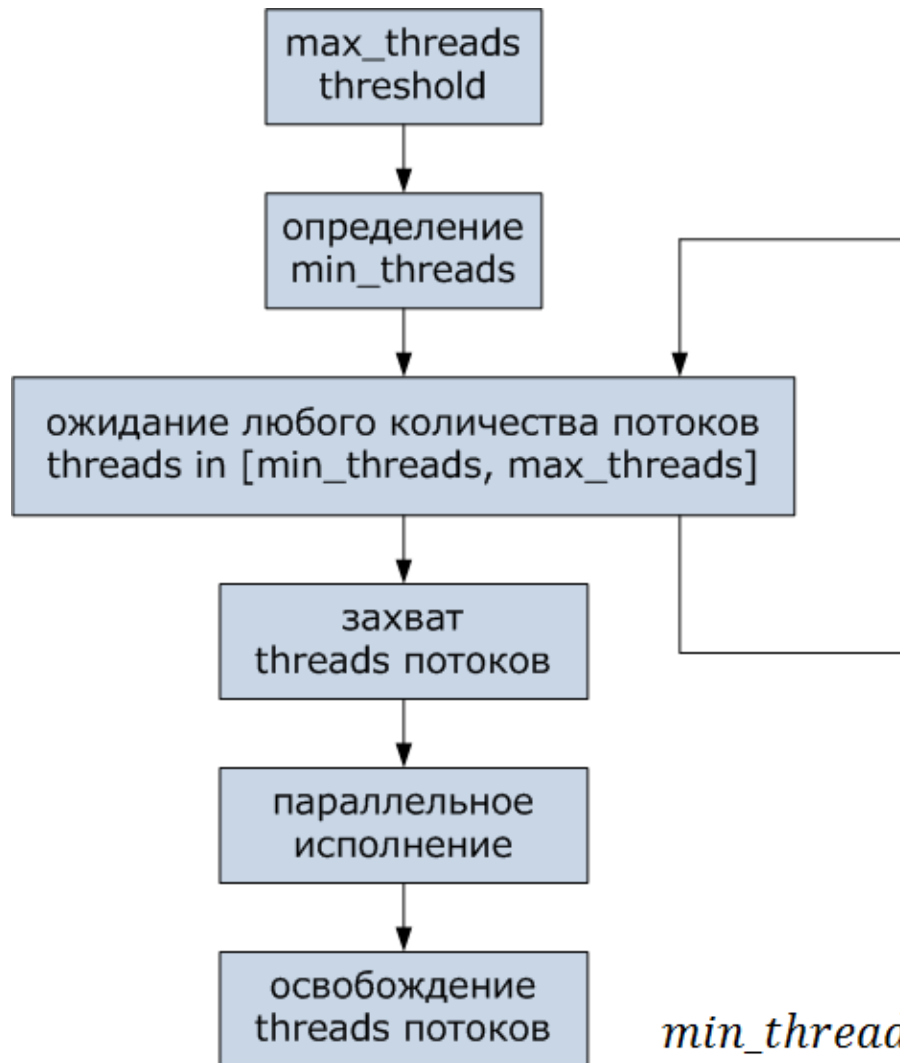 max_threads
threshold
определение
min_threads
ожидание любого количества потоков
threads in [min_threads, max_threads]
захват
threads потоков
параллельное
исполнение
освобождение
threads потоков